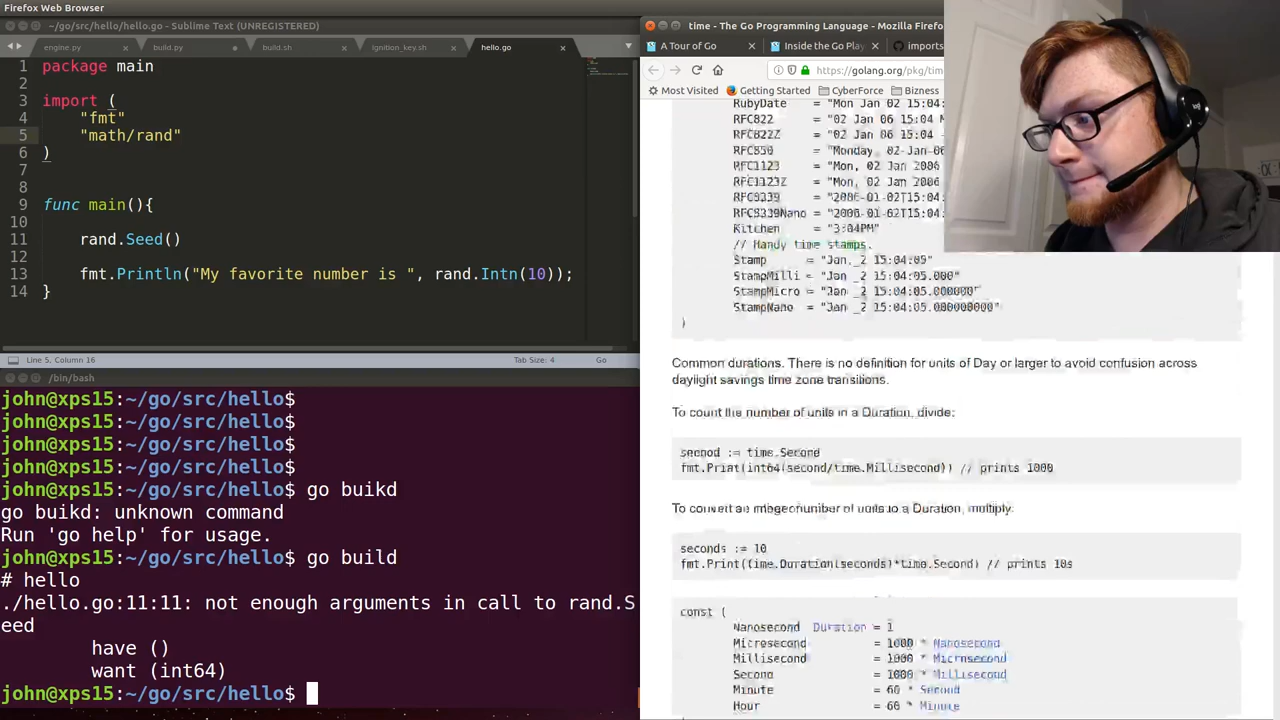 Firefox Web Browser
~/go/src/hello/hello.go - Sublime Text (UNREGISTERED)
engine.py
build.py
build.sh
ignition_key.sh
hello.go
1 package main
2
3 import (
4 "fmt"
5 "math/rand"
6 )
7
8
9 func main(){
10
11 rand.Seed()
12
13 fmt.Println("My favorite number is ", rand.Intn(10));
14 }
Line 5, Column 16
Tab Size: 4
Go
/bin/bash
john@xps15:~/go/src/hello$
john@xps15:~/go/src/hello$
john@xps15:~/go/src/hello$
john@xps15:~/go/src/hello$
john@xps15:~/go/src/hello$ go buikd
go buikd: unknown command
Run 'go help' for usage.
john@xps15:~/go/src/hello$ go build
# hello
./hello.go:11:11: not enough arguments in call to rand.S
eed
have ()
want (int64)
john@xps15:~/go/src/hello$
time - The Go Programming Language - Mozilla Firefo
A Tour of Go
Inside the Go Play
imports
https://golang.org/pkg/tim
Most Visited
Getting Started
CyberForce
Bizness
RubyDate = "Mon Jan 02 15:04:
RFC822 = "02 Jan 06 15:04
RFC822Z = "02 Jan 06 15:04
RFC850 = "Monday, 02-Jan-06
RFC1123 = "Mon, 02 Jan 2006
RFC1123Z = "Mon, 02 Jan 2006
RFC3339 = "2006-01-02T15:04
RFC3339Nano = "2006-01-02T15:04
Kitchen = "3:04PM"
// Handy time stamps.
Stamp = "Jan _2 15:04:05"
StampMilli = "Jan _2 15:04:05.000"
StampMicro = "Jan _2 15:04:05.000000"
StampNano = "Jan _2 15:04:05.000000000"
)
Common durations. There is no definition for units of Day or larger to avoid confusion across
daylight savings time zone transitions.
To count the number of units in a Duration, divide:
second := time.Second
fmt.Print(int64(second/time.Millisecond)) // prints 1000
To convert an integer number of units to a Duration, multiply:
seconds := 10
fmt.Print(time.Duration(seconds)*time.Second) // prints 10s
const (
Nanosecond Duration = 1
Microsecond = 1000 * Nanosecond
Millisecond = 1000 * Microsecond
Second = 1000 * Millisecond
Minute = 60 * Second
Hour = 60 * Minute